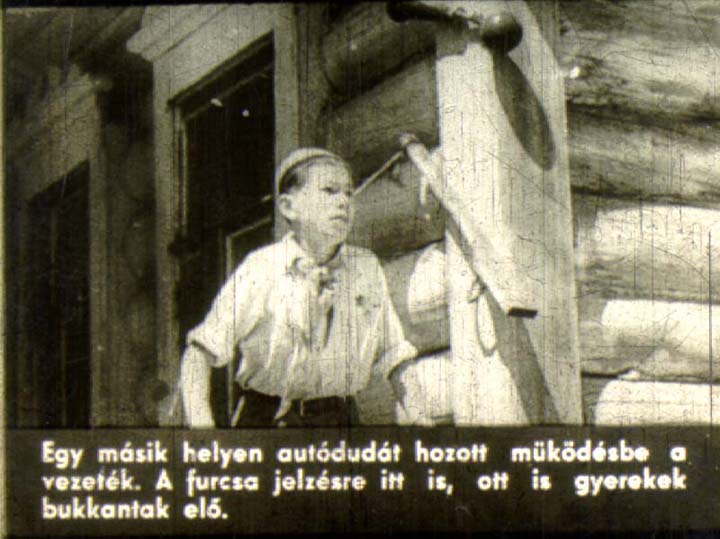 Egy másik helyen autódudát hozott müködésbe a
vezeték. A furcsa jelzésre itt is, ott is gyerekek
bukkantak elő.